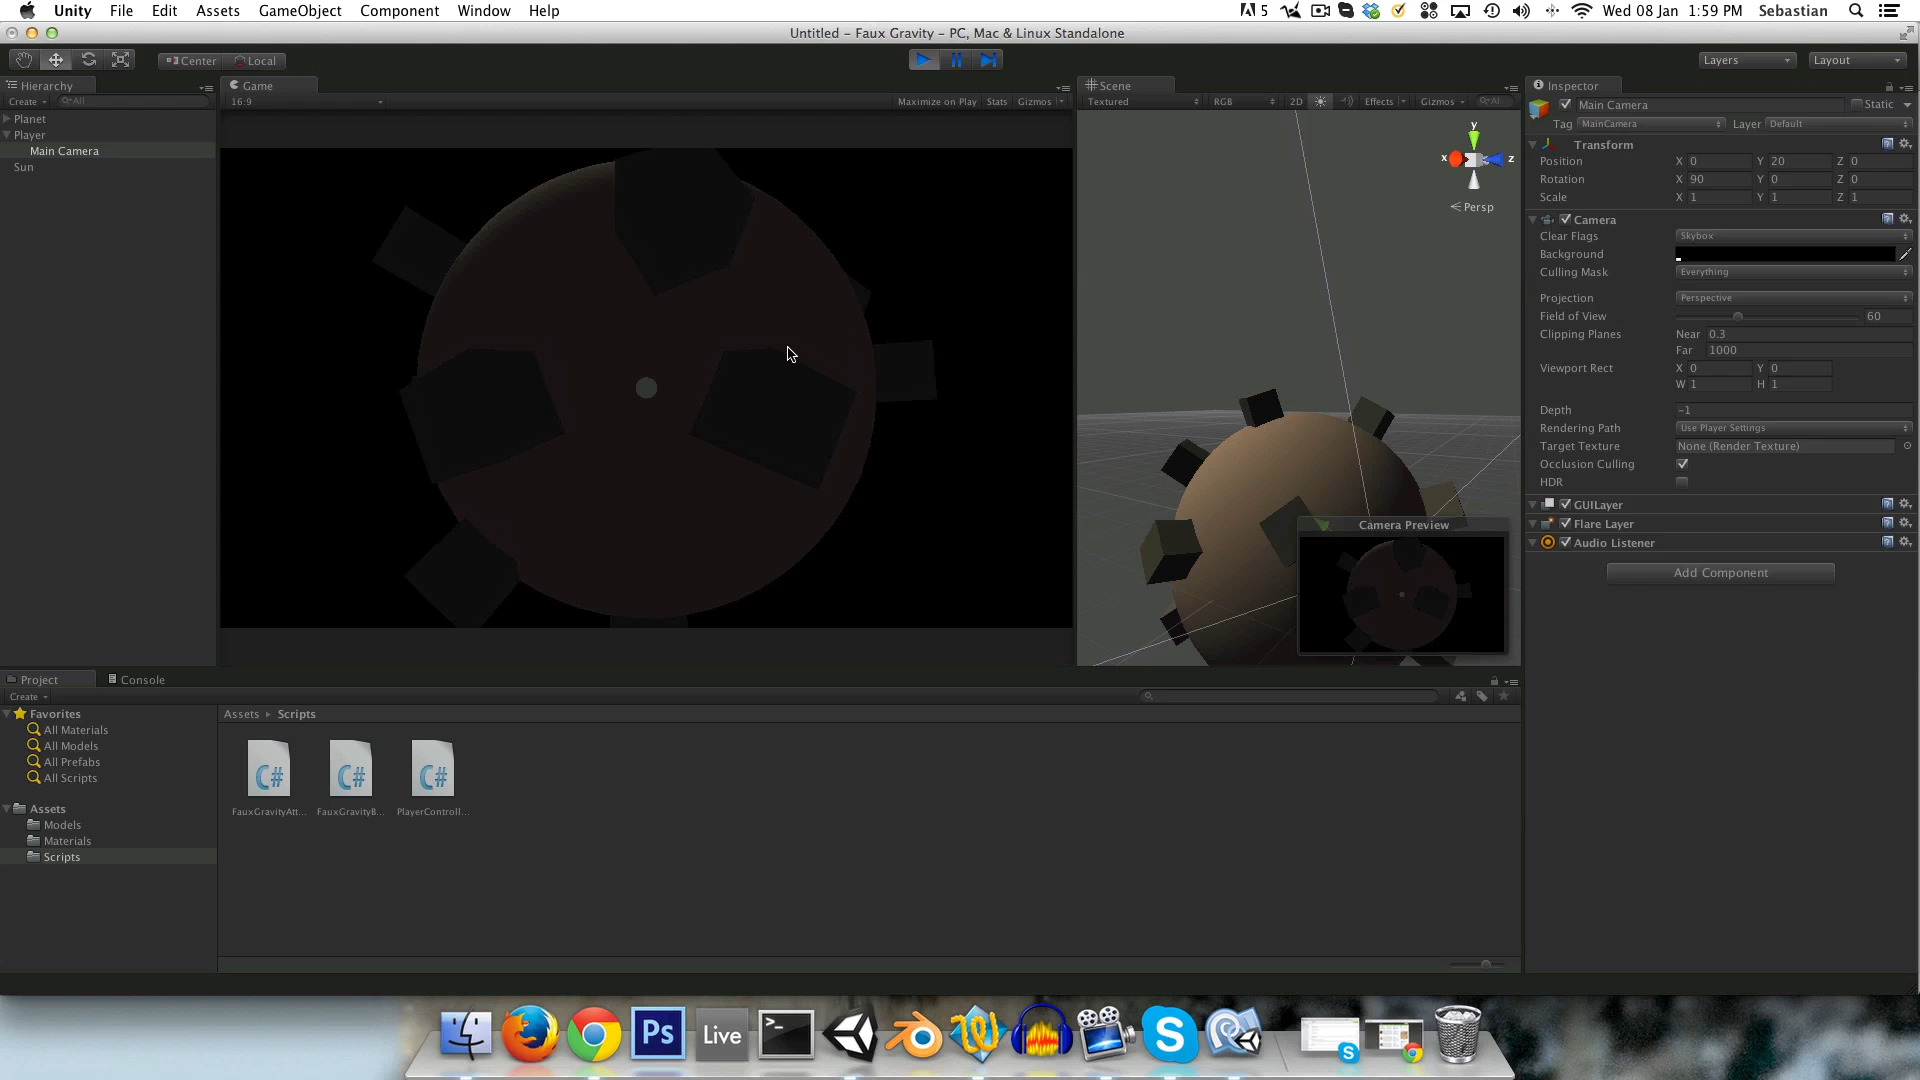 Unity File Edit Assets GameObject Component Window Help
5 Wed 08 Jan 1:59 PM Sebastian
Untitled – Faux Gravity – PC, Mac & Linux Standalone
Center Local Layers Layout
Hierarchy
Create All
Planet
Player
Main Camera
Sun
Game
16:9 Maximize on Play Stats Gizmos
Scene
Textured RGB 2D Effects Gizmos All
y
x z
Persp
Camera Preview
Inspector
Main Camera Static
Tag MainCamera Layer Default
Transform
Position X 0 Y 20 Z 0
Rotation X 90 Y 0 Z 0
Scale X 1 Y 1 Z 1
Camera
Clear Flags Skybox
Background
Culling Mask Everything
Projection Perspective
Field of View 60
Clipping Planes Near 0.3
Far 1000
Viewport Rect X 0 Y 0
W 1 H 1
Depth -1
Rendering Path Use Player Settings
Target Texture None (Render Texture)
Occlusion Culling
HDR
GUILayer
Flare Layer
Audio Listener
Add Component
Project Console
Create
Favorites
All Materials
All Models
All Prefabs
All Scripts
Assets
Models
Materials
Scripts
Assets Scripts
C# C# C#
FauxGravityAtt... FauxGravityB... PlayerControll...
Ps Live